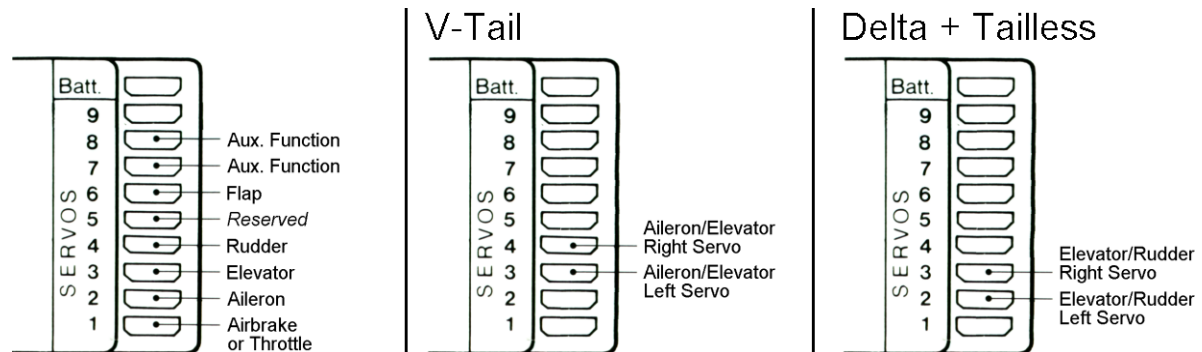 Batt.
9
8
7
6
5
4
3
2
1
SERVOS
Aux. Function
Aux. Function
Flap
Reserved
Rudder
Elevator
Aileron
Airbrake
or Throttle
V-Tail
Batt.
9
8
7
6
5
4
3
2
1
SERVOS
Aileron/Elevator
Right Servo
Aileron/Elevator
Left Servo
Delta + Tailless
Batt.
9
8
7
6
5
4
3
2
1
SERVOS
Elevator/Rudder
Right Servo
Elevator/Rudder
Left Servo